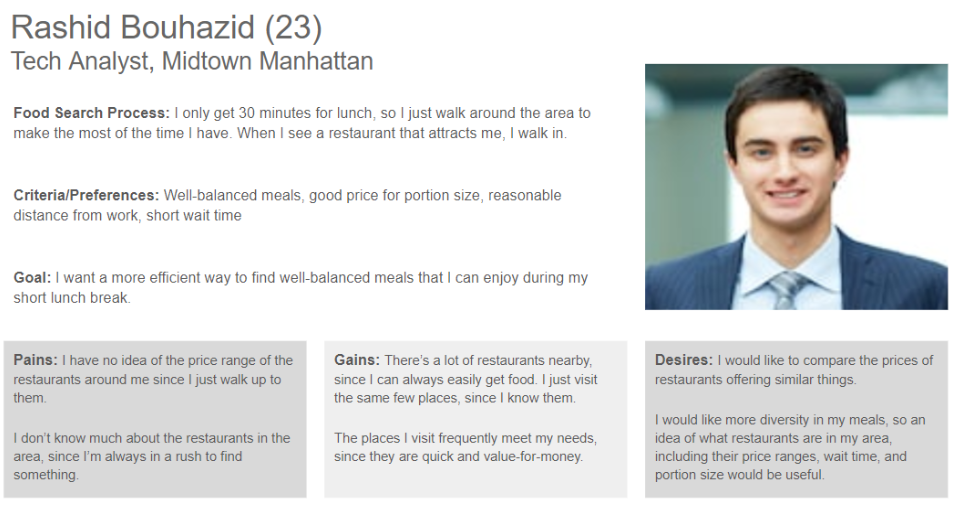 Rashid Bouhazid (23)
Tech Analyst, Midtown Manhattan
Food Search Process: I only get 30 minutes for lunch, so I just walk around the area to
make the most of the time I have. When I see a restaurant that attracts me, I walk in.
Criteria/Preferences: Well-balanced meals, good price for portion size, reasonable
distance from work, short wait time
Goal: I want a more efficient way to find well-balanced meals that I can enjoy during my
short lunch break.
Pains: I have no idea of the price range of the
restaurants around me since I just walk up to
them.
I don't know much about the restaurants in the
area, since I'm always in a rush to find
something.
Gains: There's a lot of restaurants nearby,
since I can always easily get food. I just visit
the same few places, since I know them.
The places I visit frequently meet my needs,
since they are quick and value-for-money.
Desires: I would like to compare the prices of
restaurants offering similar things.
I would like more diversity in my meals, so an
idea of what restaurants are in my area,
including their price ranges, wait time, and
portion size would be useful.